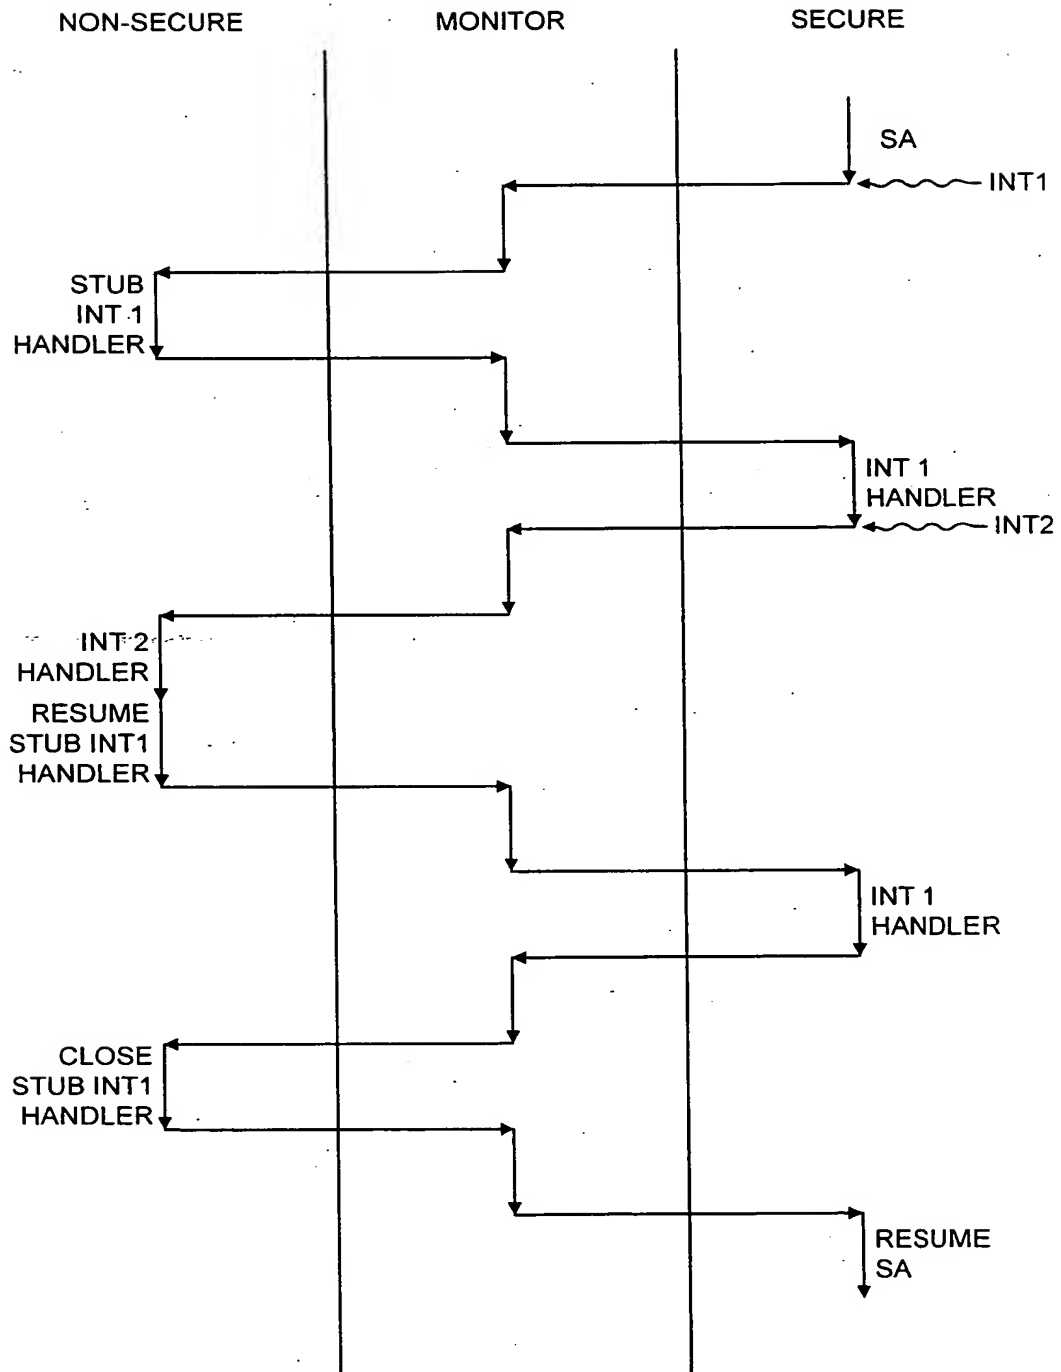 NON-SECURE MONITOR SECURE
SA
INT1
STUB
INT 1
HANDLER
INT 1
HANDLER
INT2
INT 2
HANDLER
RESUME
STUB INT1
HANDLER
INT 1
HANDLER
CLOSE
STUB INT1
HANDLER
RESUME
SA